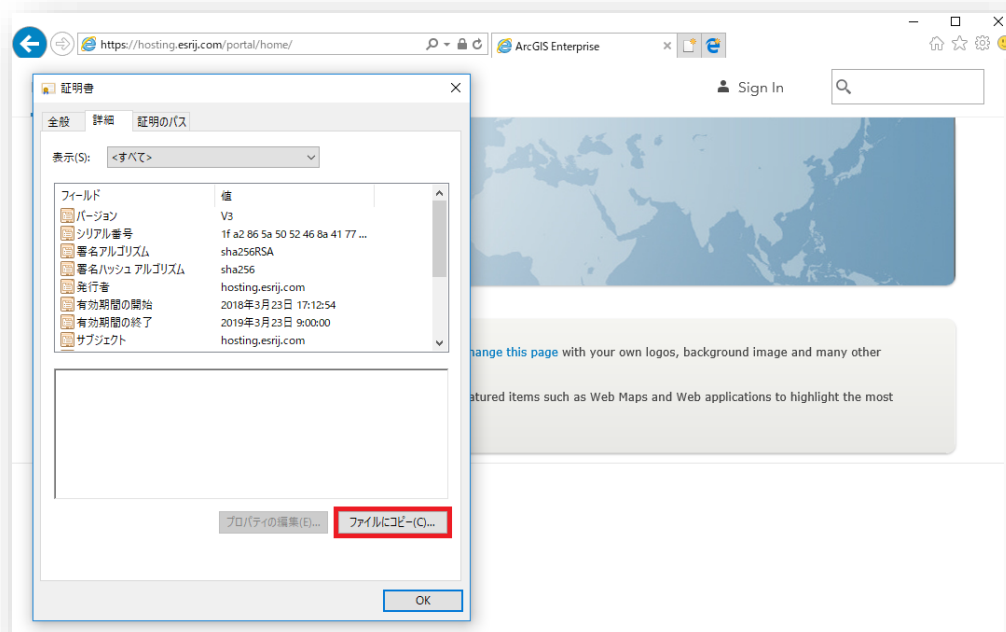 https://hosting.esrij.com/portal/home/
ArcGIS Enterprise
証明書
Sign In
全般
詳細
証明のパス
表示(S):
<すべて>
フィールド 値
バージョン V3
シリアル番号 1f a2 86 5a 50 52 46 8a 41 77 ...
署名アルゴリズム sha256RSA
署名ハッシュ アルゴリズム sha256
発行者 hosting.esrij.com
有効期間の開始 2018年3月23日 17:12:54
有効期間の終了 2019年3月23日 9:00:00
サブジェクト hosting.esrij.com
hange this page with your own logos, background image and many other
atured items such as Web Maps and Web applications to highlight the most
プロパティの編集(E)...
ファイルにコピー(C)...
OK